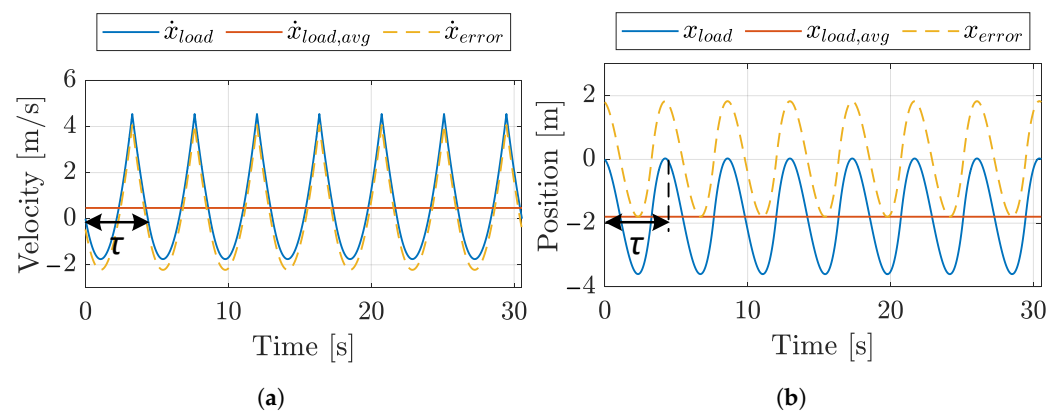 ẋ_load ẋ_load,avg ẋ_error
6
4
2
0
−2
Velocity [m/s]
τ
0 10 20 30
Time [s]
(a)
x_load x_load,avg x_error
2
0
−2
−4
Position [m]
τ
0 10 20 30
Time [s]
(b)